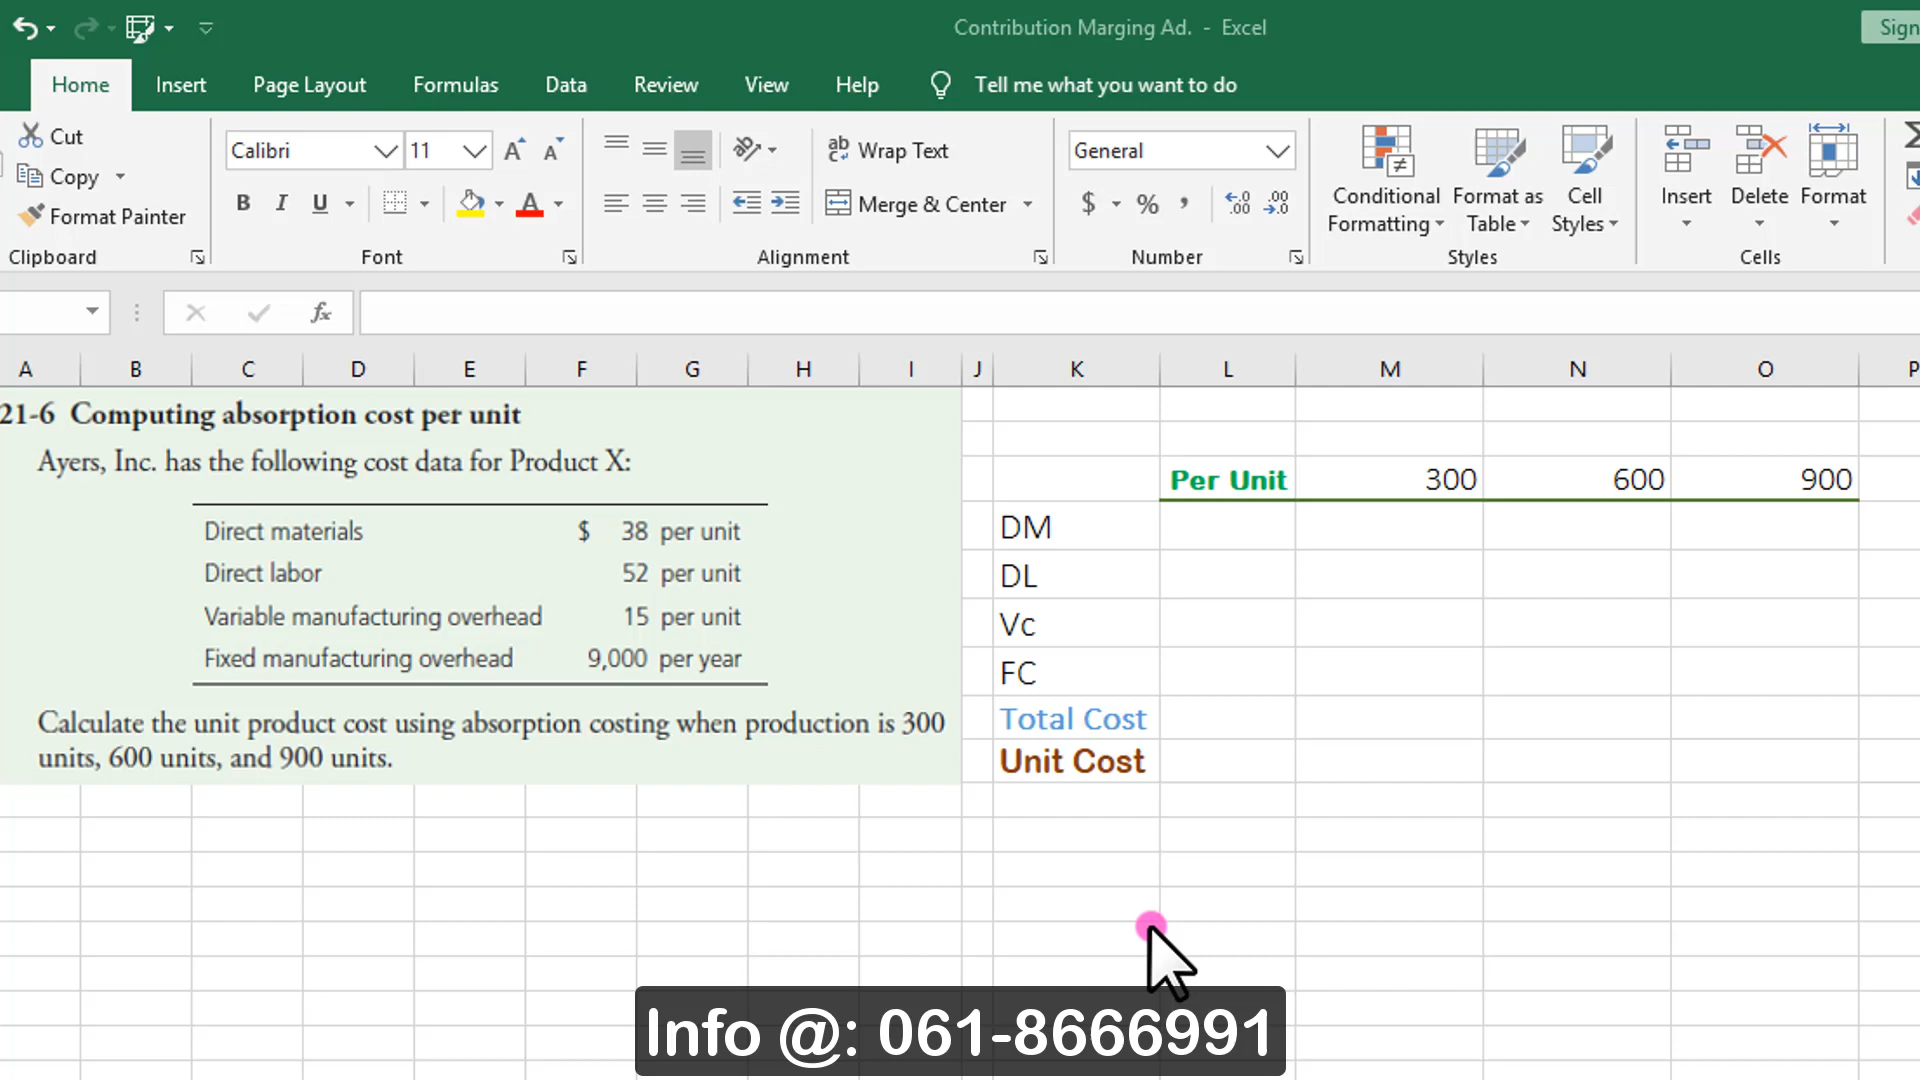 Contribution Marging Ad. - Excel
Sign
Home Insert Page Layout Formulas Data Review View Help Tell me what you want to do
Cut
Copy
Format Painter
Clipboard
Calibri 11
B I U A
Font
ab Wrap Text
Merge & Center
Alignment
General
$ % ,
Number
Conditional Formatting
Format as Table
Cell Styles
Styles
Insert Delete Format
Cells
fx
A B C D E F G H I J K L M N O P
21-6 Computing absorption cost per unit
Ayers, Inc. has the following cost data for Product X:
Direct materials $ 38 per unit
Direct labor 52 per unit
Variable manufacturing overhead 15 per unit
Fixed manufacturing overhead 9,000 per year
Calculate the unit product cost using absorption costing when production is 300
units, 600 units, and 900 units.
Per Unit 300 600 900
DM
DL
Vc
FC
Total Cost
Unit Cost
Info @: 061-8666991